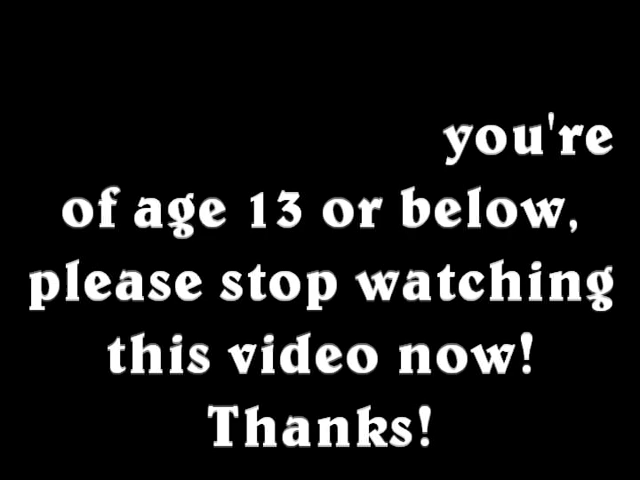 you're
of age 13 or below,
please stop watching
this video now!
Thanks!